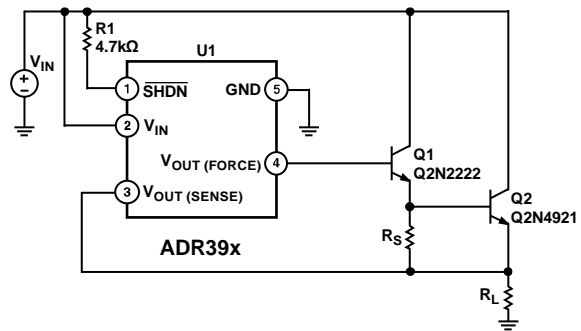 R1
4.7kΩ
U1
VIN
+
−
1
SHDN
GND
5
2
VIN
VOUT (FORCE)
4
Q1
Q2N2222
3
VOUT (SENSE)
Q2
Q2N4921
RS
ADR39x
RL